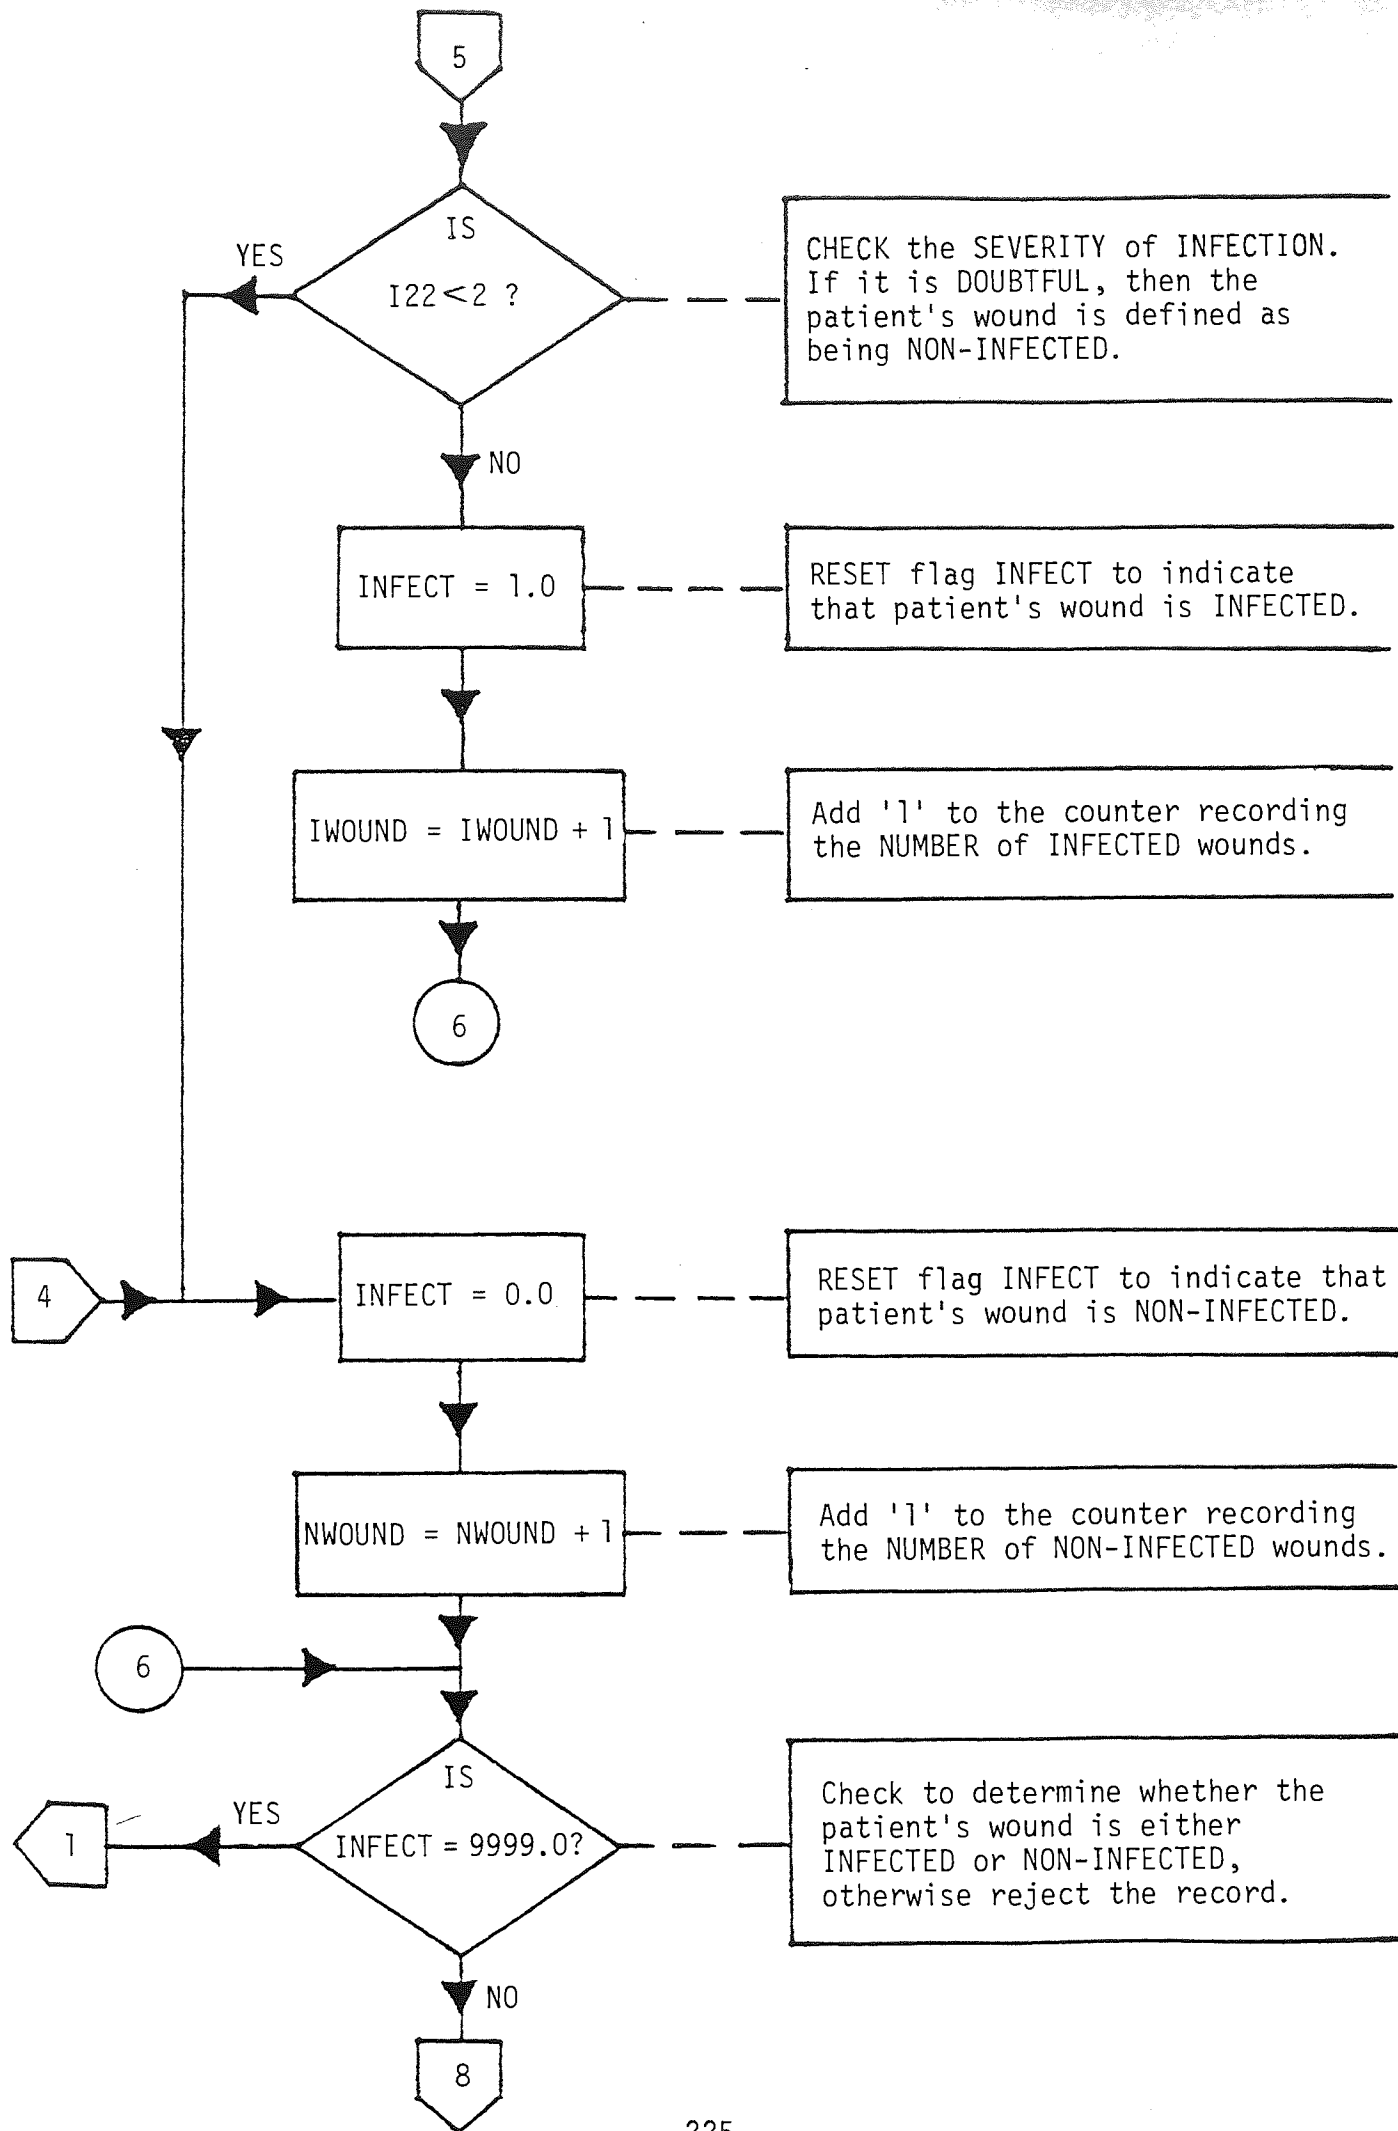 5
IS
I22<2 ?
YES
CHECK the SEVERITY of INFECTION.
If it is DOUBTFUL, then the
patient's wound is defined as
being NON-INFECTED.
NO
INFECT = 1.0
RESET flag INFECT to indicate
that patient's wound is INFECTED.
IWOUND = IWOUND + 1
Add '1' to the counter recording
the NUMBER of INFECTED wounds.
6
4
INFECT = 0.0
RESET flag INFECT to indicate that
patient's wound is NON-INFECTED.
NWOUND = NWOUND + 1
Add '1' to the counter recording
the NUMBER of NON-INFECTED wounds.
6
IS
INFECT = 9999.0?
YES
1
Check to determine whether the
patient's wound is either
INFECTED or NON-INFECTED,
otherwise reject the record.
NO
8